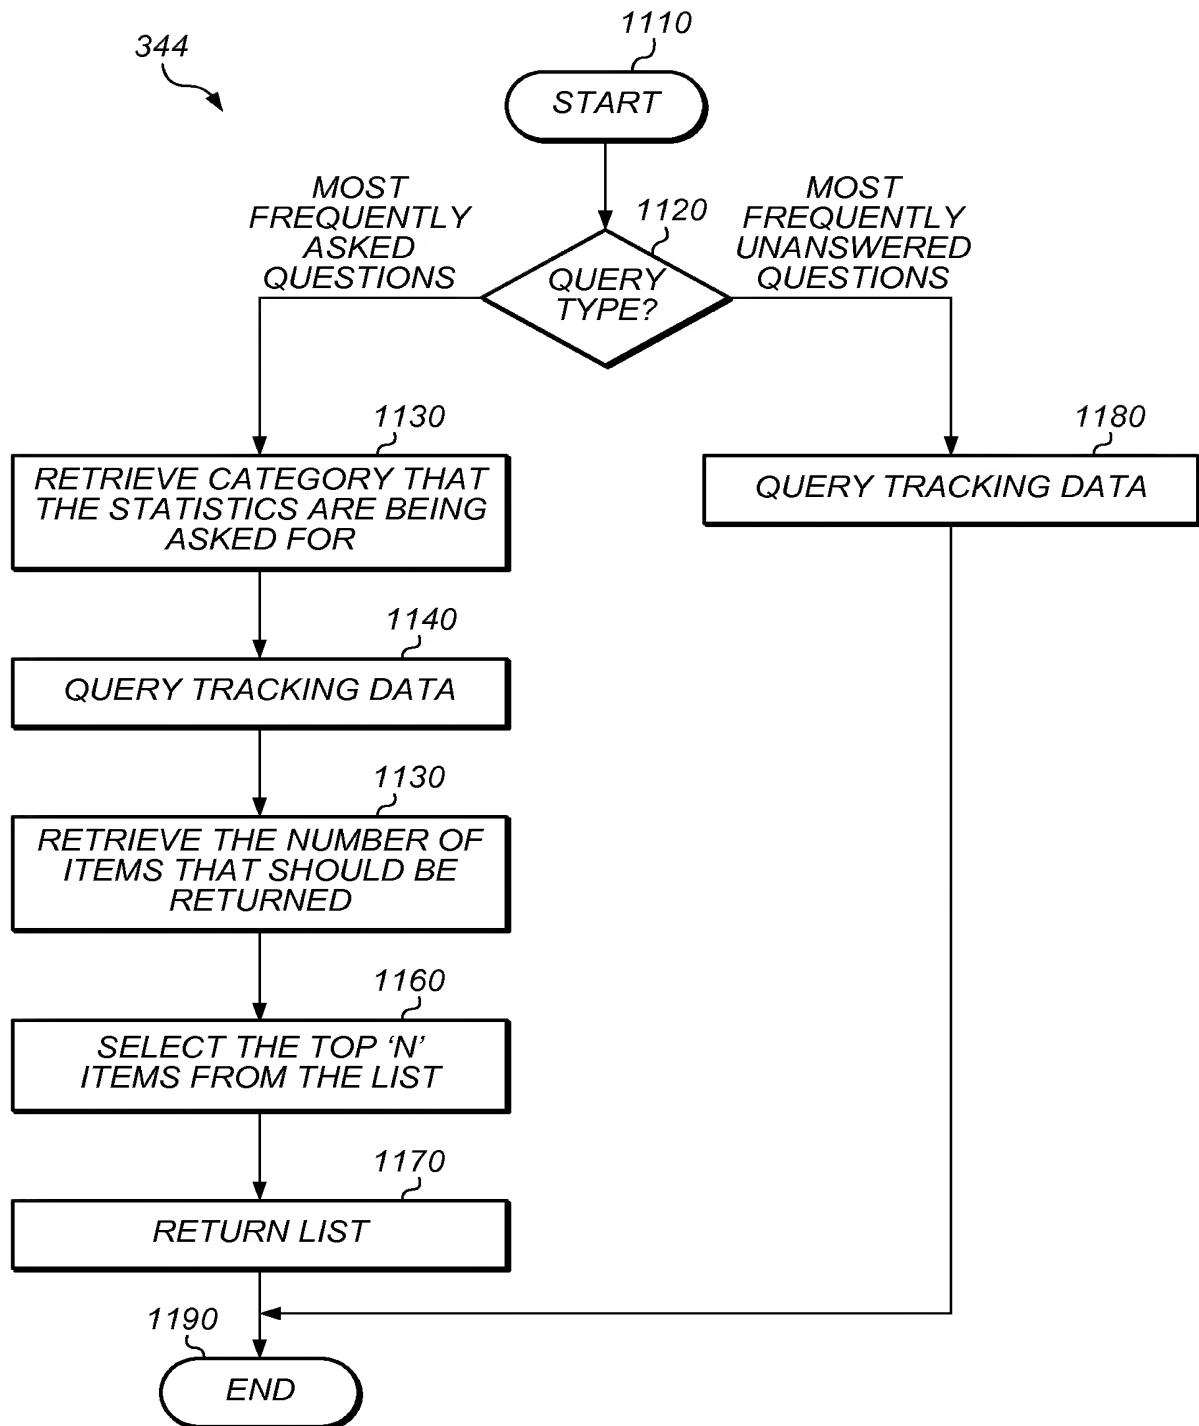 344
1110
START
MOST
FREQUENTLY
ASKED
QUESTIONS
1120
QUERY
TYPE?
MOST
FREQUENTLY
UNANSWERED
QUESTIONS
1130
RETRIEVE CATEGORY THAT
THE STATISTICS ARE BEING
ASKED FOR
1180
QUERY TRACKING DATA
1140
QUERY TRACKING DATA
1130
RETRIEVE THE NUMBER OF
ITEMS THAT SHOULD BE
RETURNED
1160
SELECT THE TOP ‘N’
ITEMS FROM THE LIST
1170
RETURN LIST
1190
END